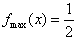 f_max(x) = 1/2